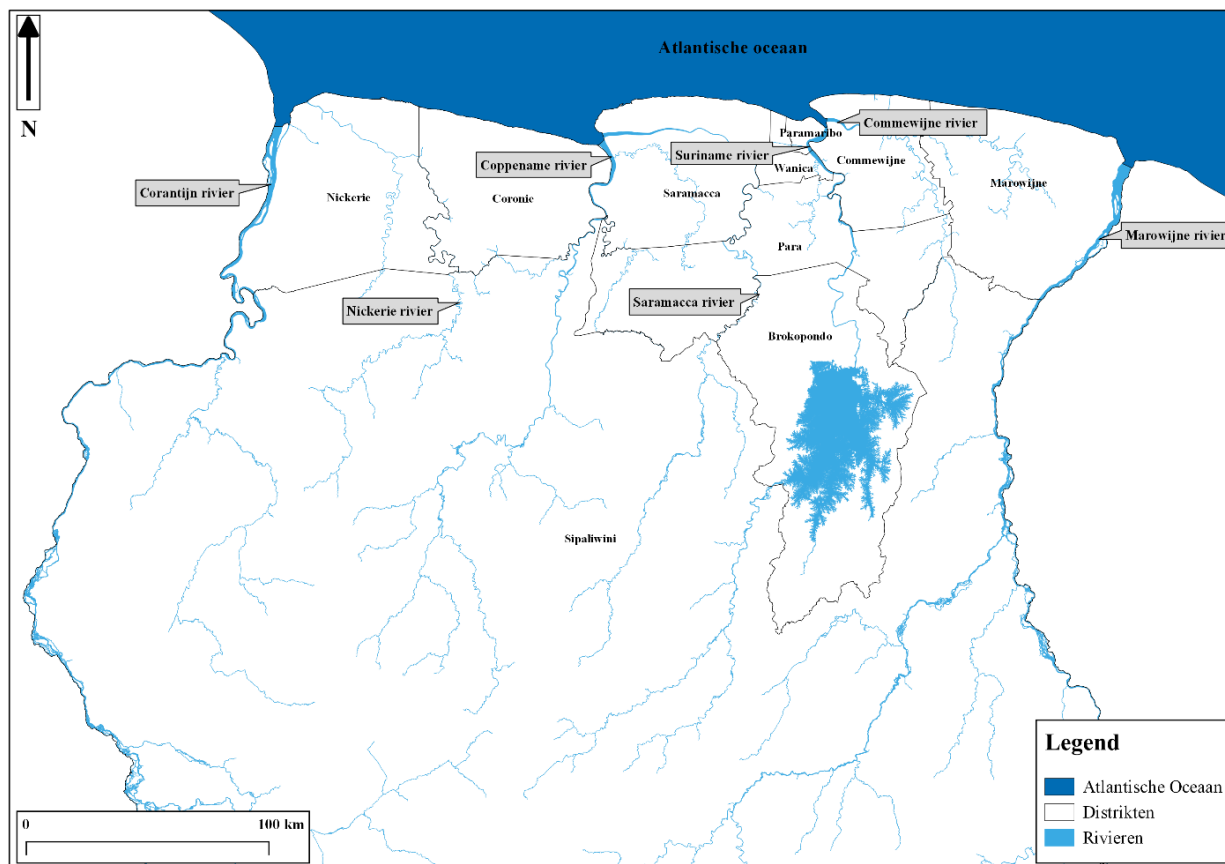 Atlantische oceaan
N
Commewijne rivier
Paramaribo
Suriname rivier
Coppename rivier
Commewijne
Wanica
Corantijn rivier
Nickerie
Coronie
Saramacca
Marowijne
Marowijne rivier
Para
Nickerie rivier
Saramacca rivier
Brokopondo
Sipaliwini
Legend
Atlantische Oceaan
Distrikten
Rivieren
0 100 km